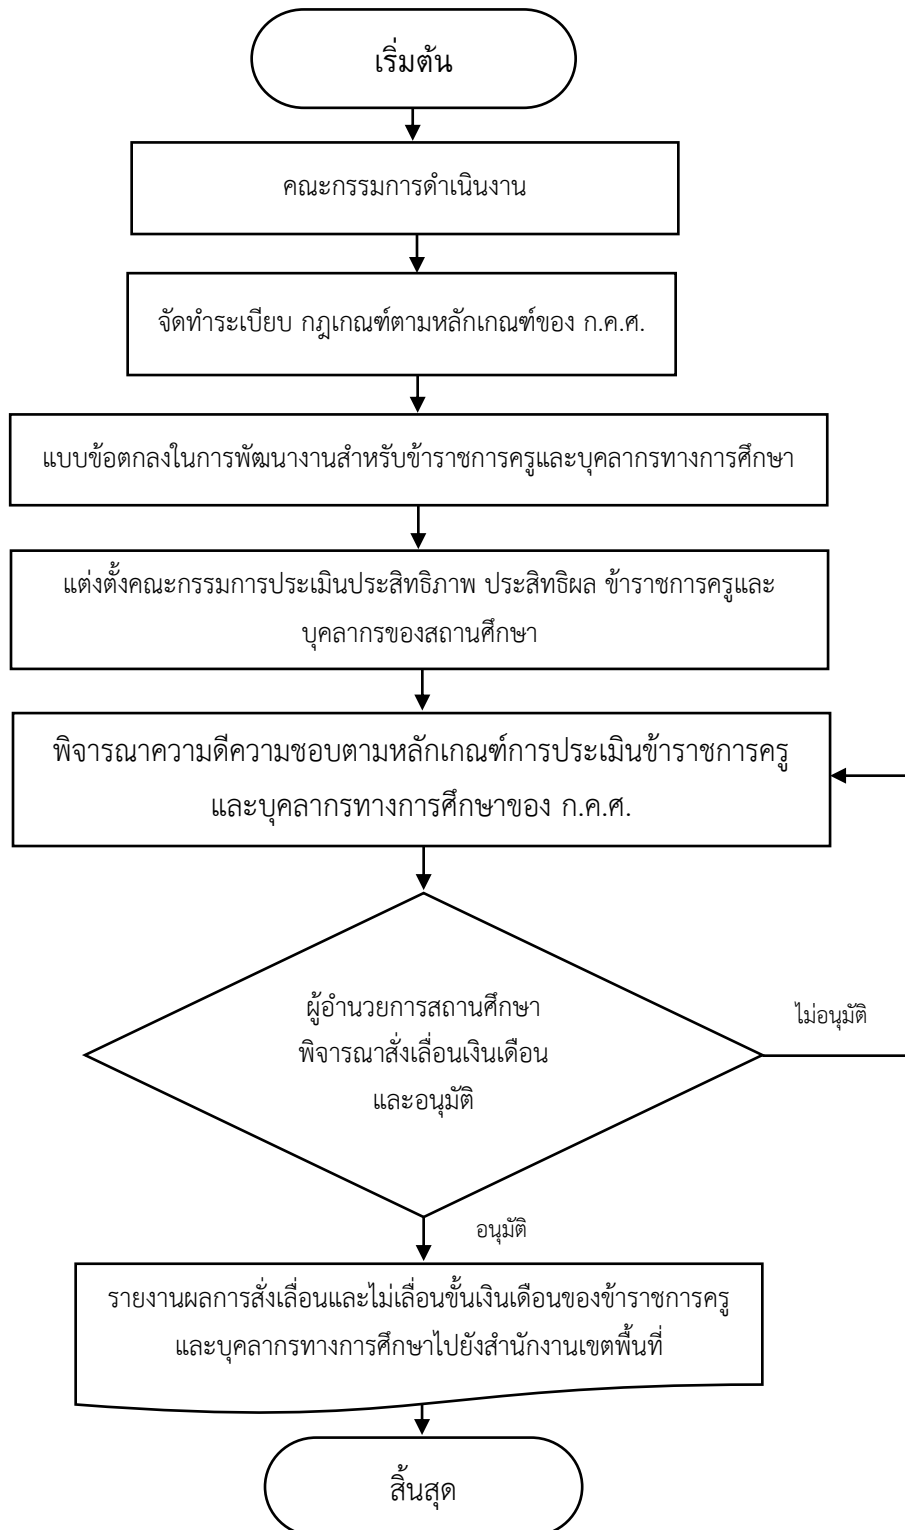 เริ่มต้น
คณะกรรมการดำเนินงาน
จัดทำระเบียบ กฎเกณฑ์ตามหลักเกณฑ์ของ ก.ค.ศ.
แบบข้อตกลงในการพัฒนางานสำหรับข้าราชการครูและบุคลากรทางการศึกษา
แต่งตั้งคณะกรรมการประเมินประสิทธิภาพ ประสิทธิผล ข้าราชการครูและ
บุคลากรของสถานศึกษา
พิจารณาความดีความชอบตามหลักเกณฑ์การประเมินข้าราชการครู
และบุคลากรทางการศึกษาของ ก.ค.ศ.
ผู้อำนวยการสถานศึกษา
พิจารณาสั่งเลื่อนเงินเดือน
และอนุมัติ
ไม่อนุมัติ
อนุมัติ
รายงานผลการสั่งเลื่อนและไม่เลื่อนขั้นเงินเดือนของข้าราชการครู
และบุคลากรทางการศึกษาไปยังสำนักงานเขตพื้นที่
สิ้นสุด